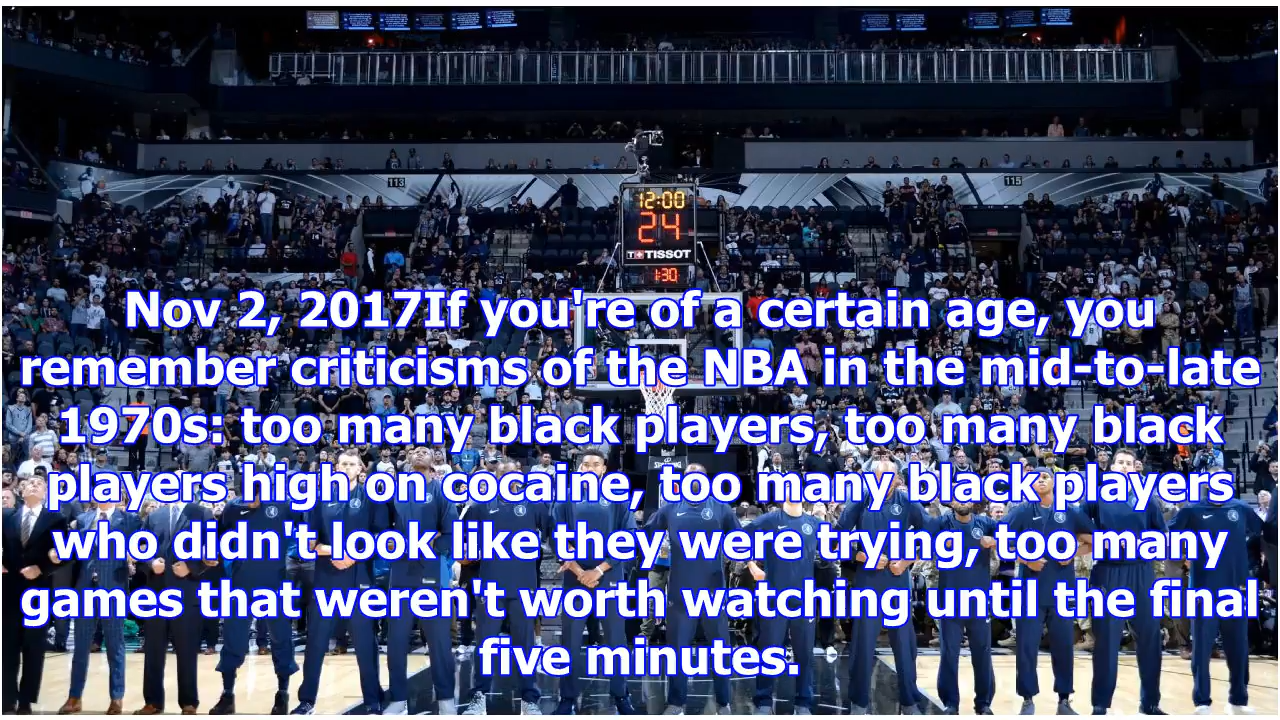 113
115
12:00
24
TISSOT
1:30
Nov 2, 2017If you're of a certain age, you
remember criticisms of the NBA in the mid-to-late
1970s: too many black players, too many black
players high on cocaine, too many black players
who didn't look like they were trying, too many
games that weren't worth watching until the final
five minutes.